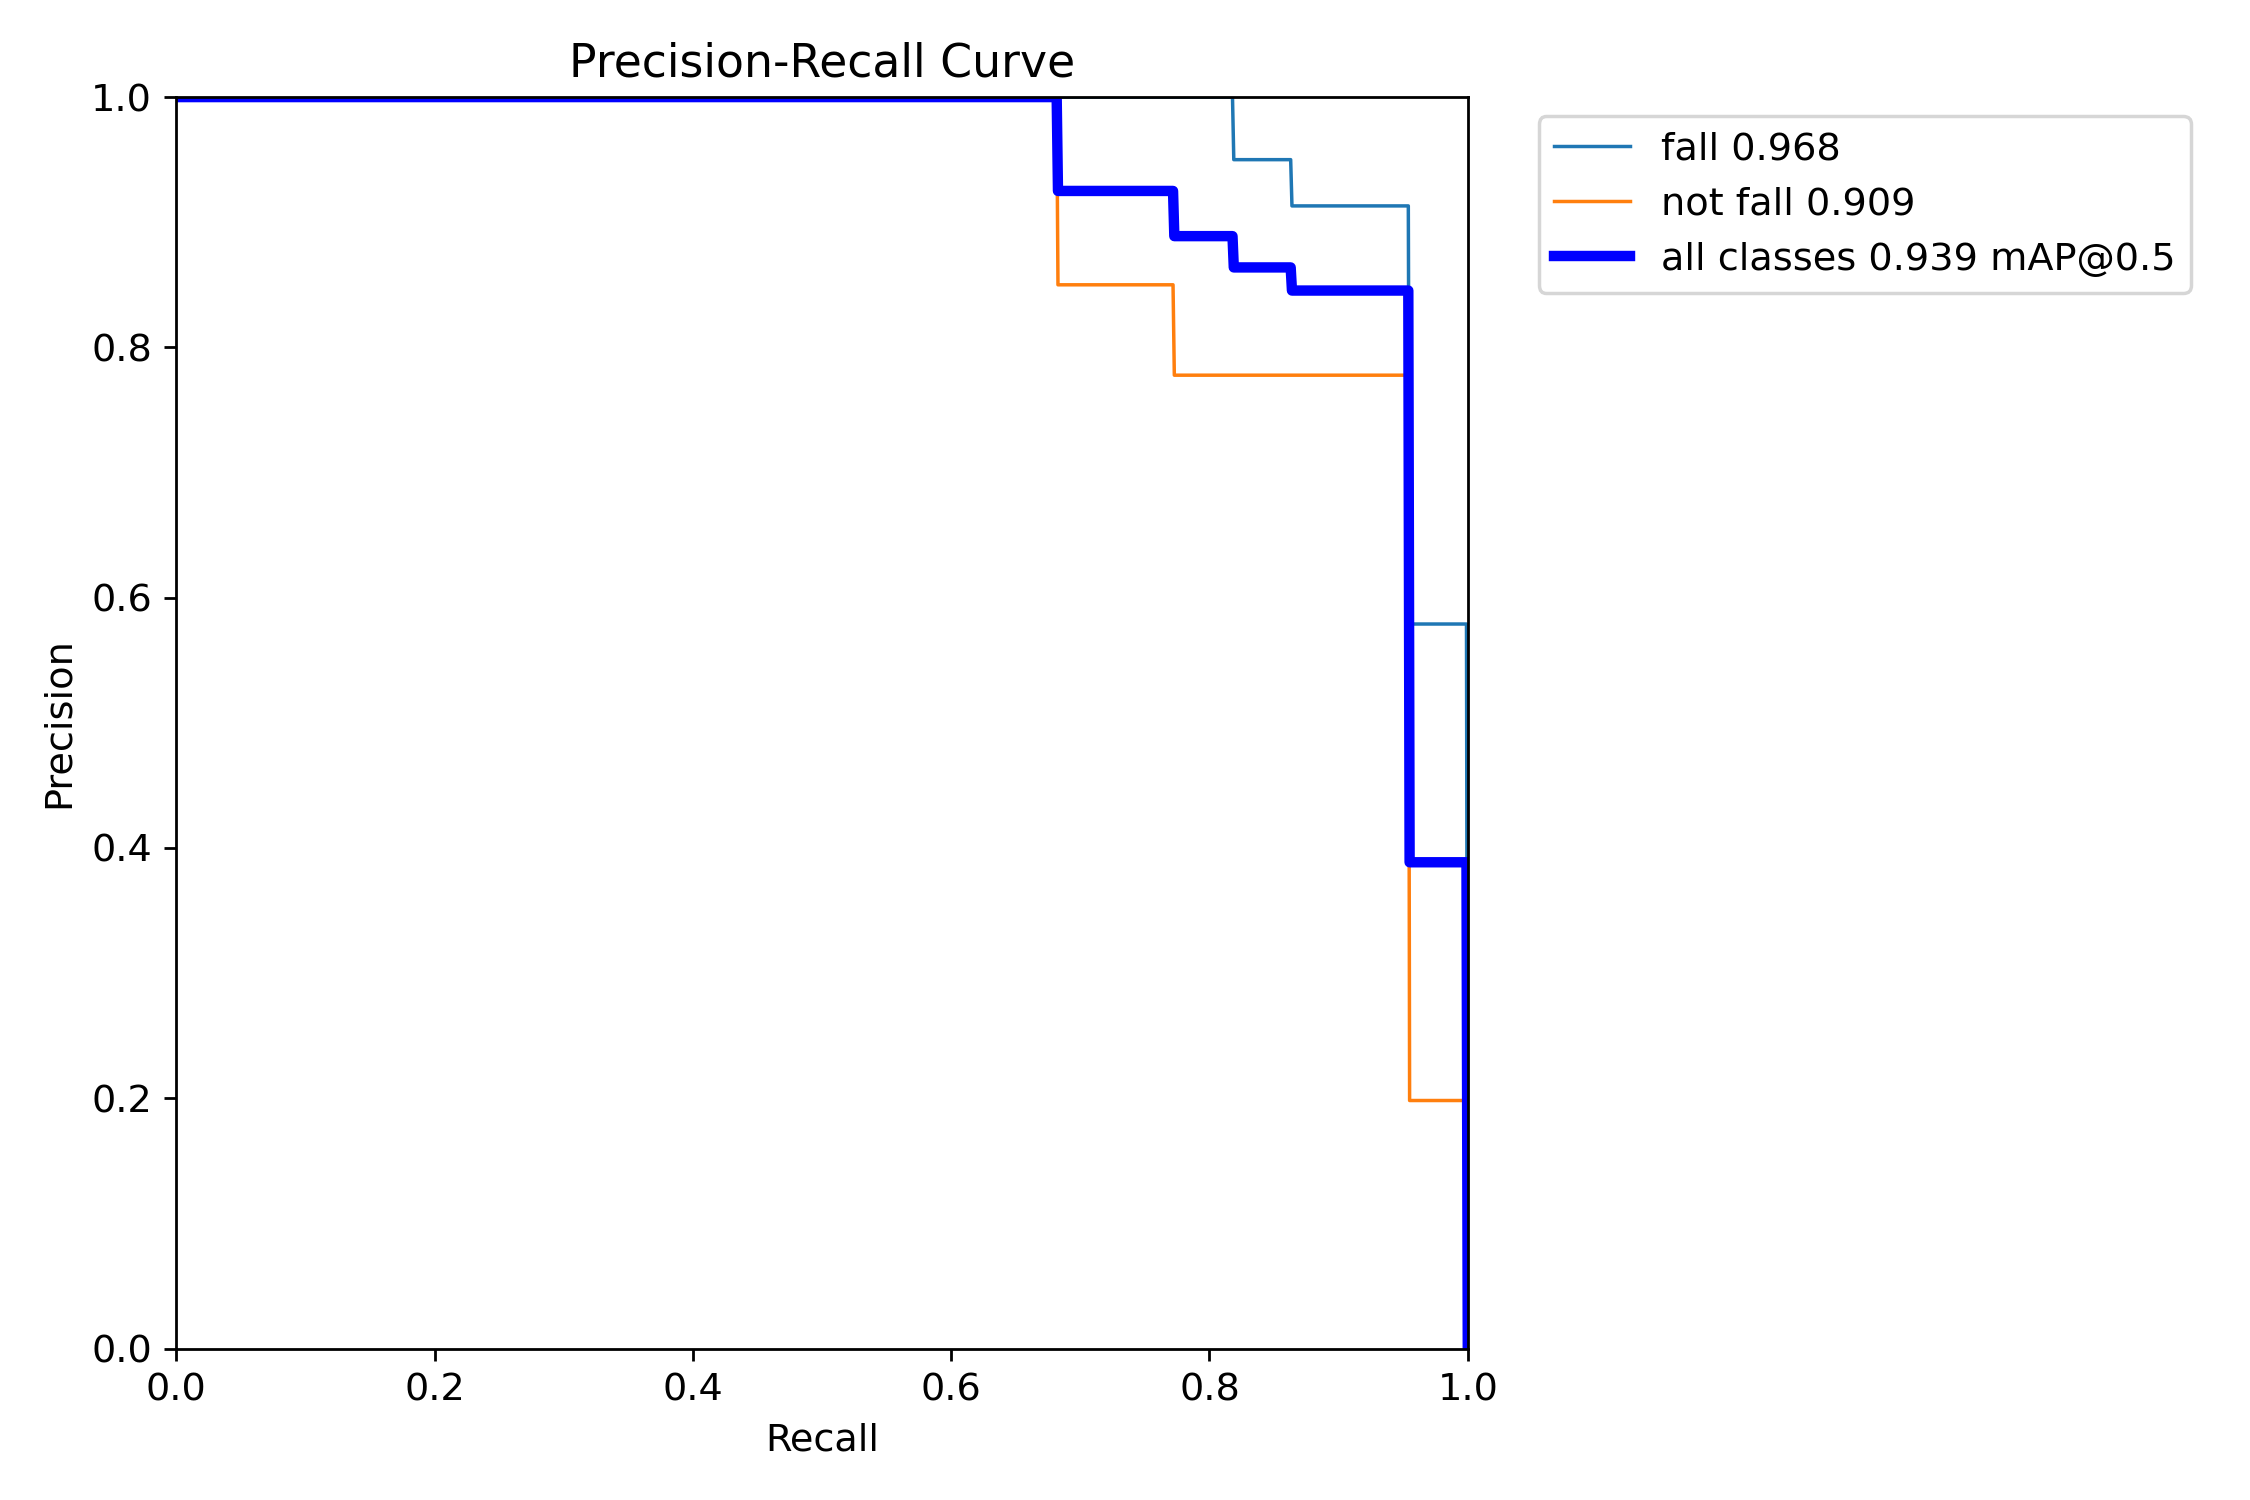 Precision-Recall Curve
1.0
0.8
0.6
0.4
0.2
0.0
Precision
0.0 0.2 0.4 0.6 0.8 1.0
Recall
fall 0.968
not fall 0.909
all classes 0.939 mAP@0.5